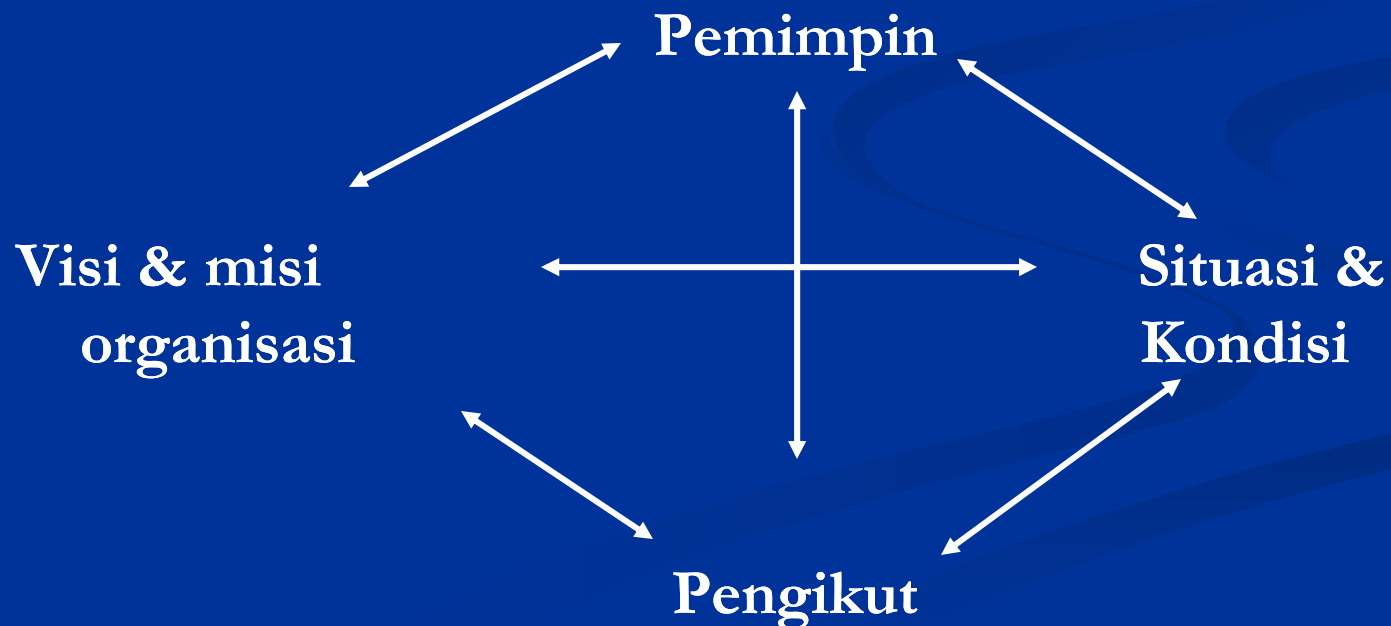 Pemimpin
Visi & misi
organisasi
Situasi &
Kondisi
Pengikut